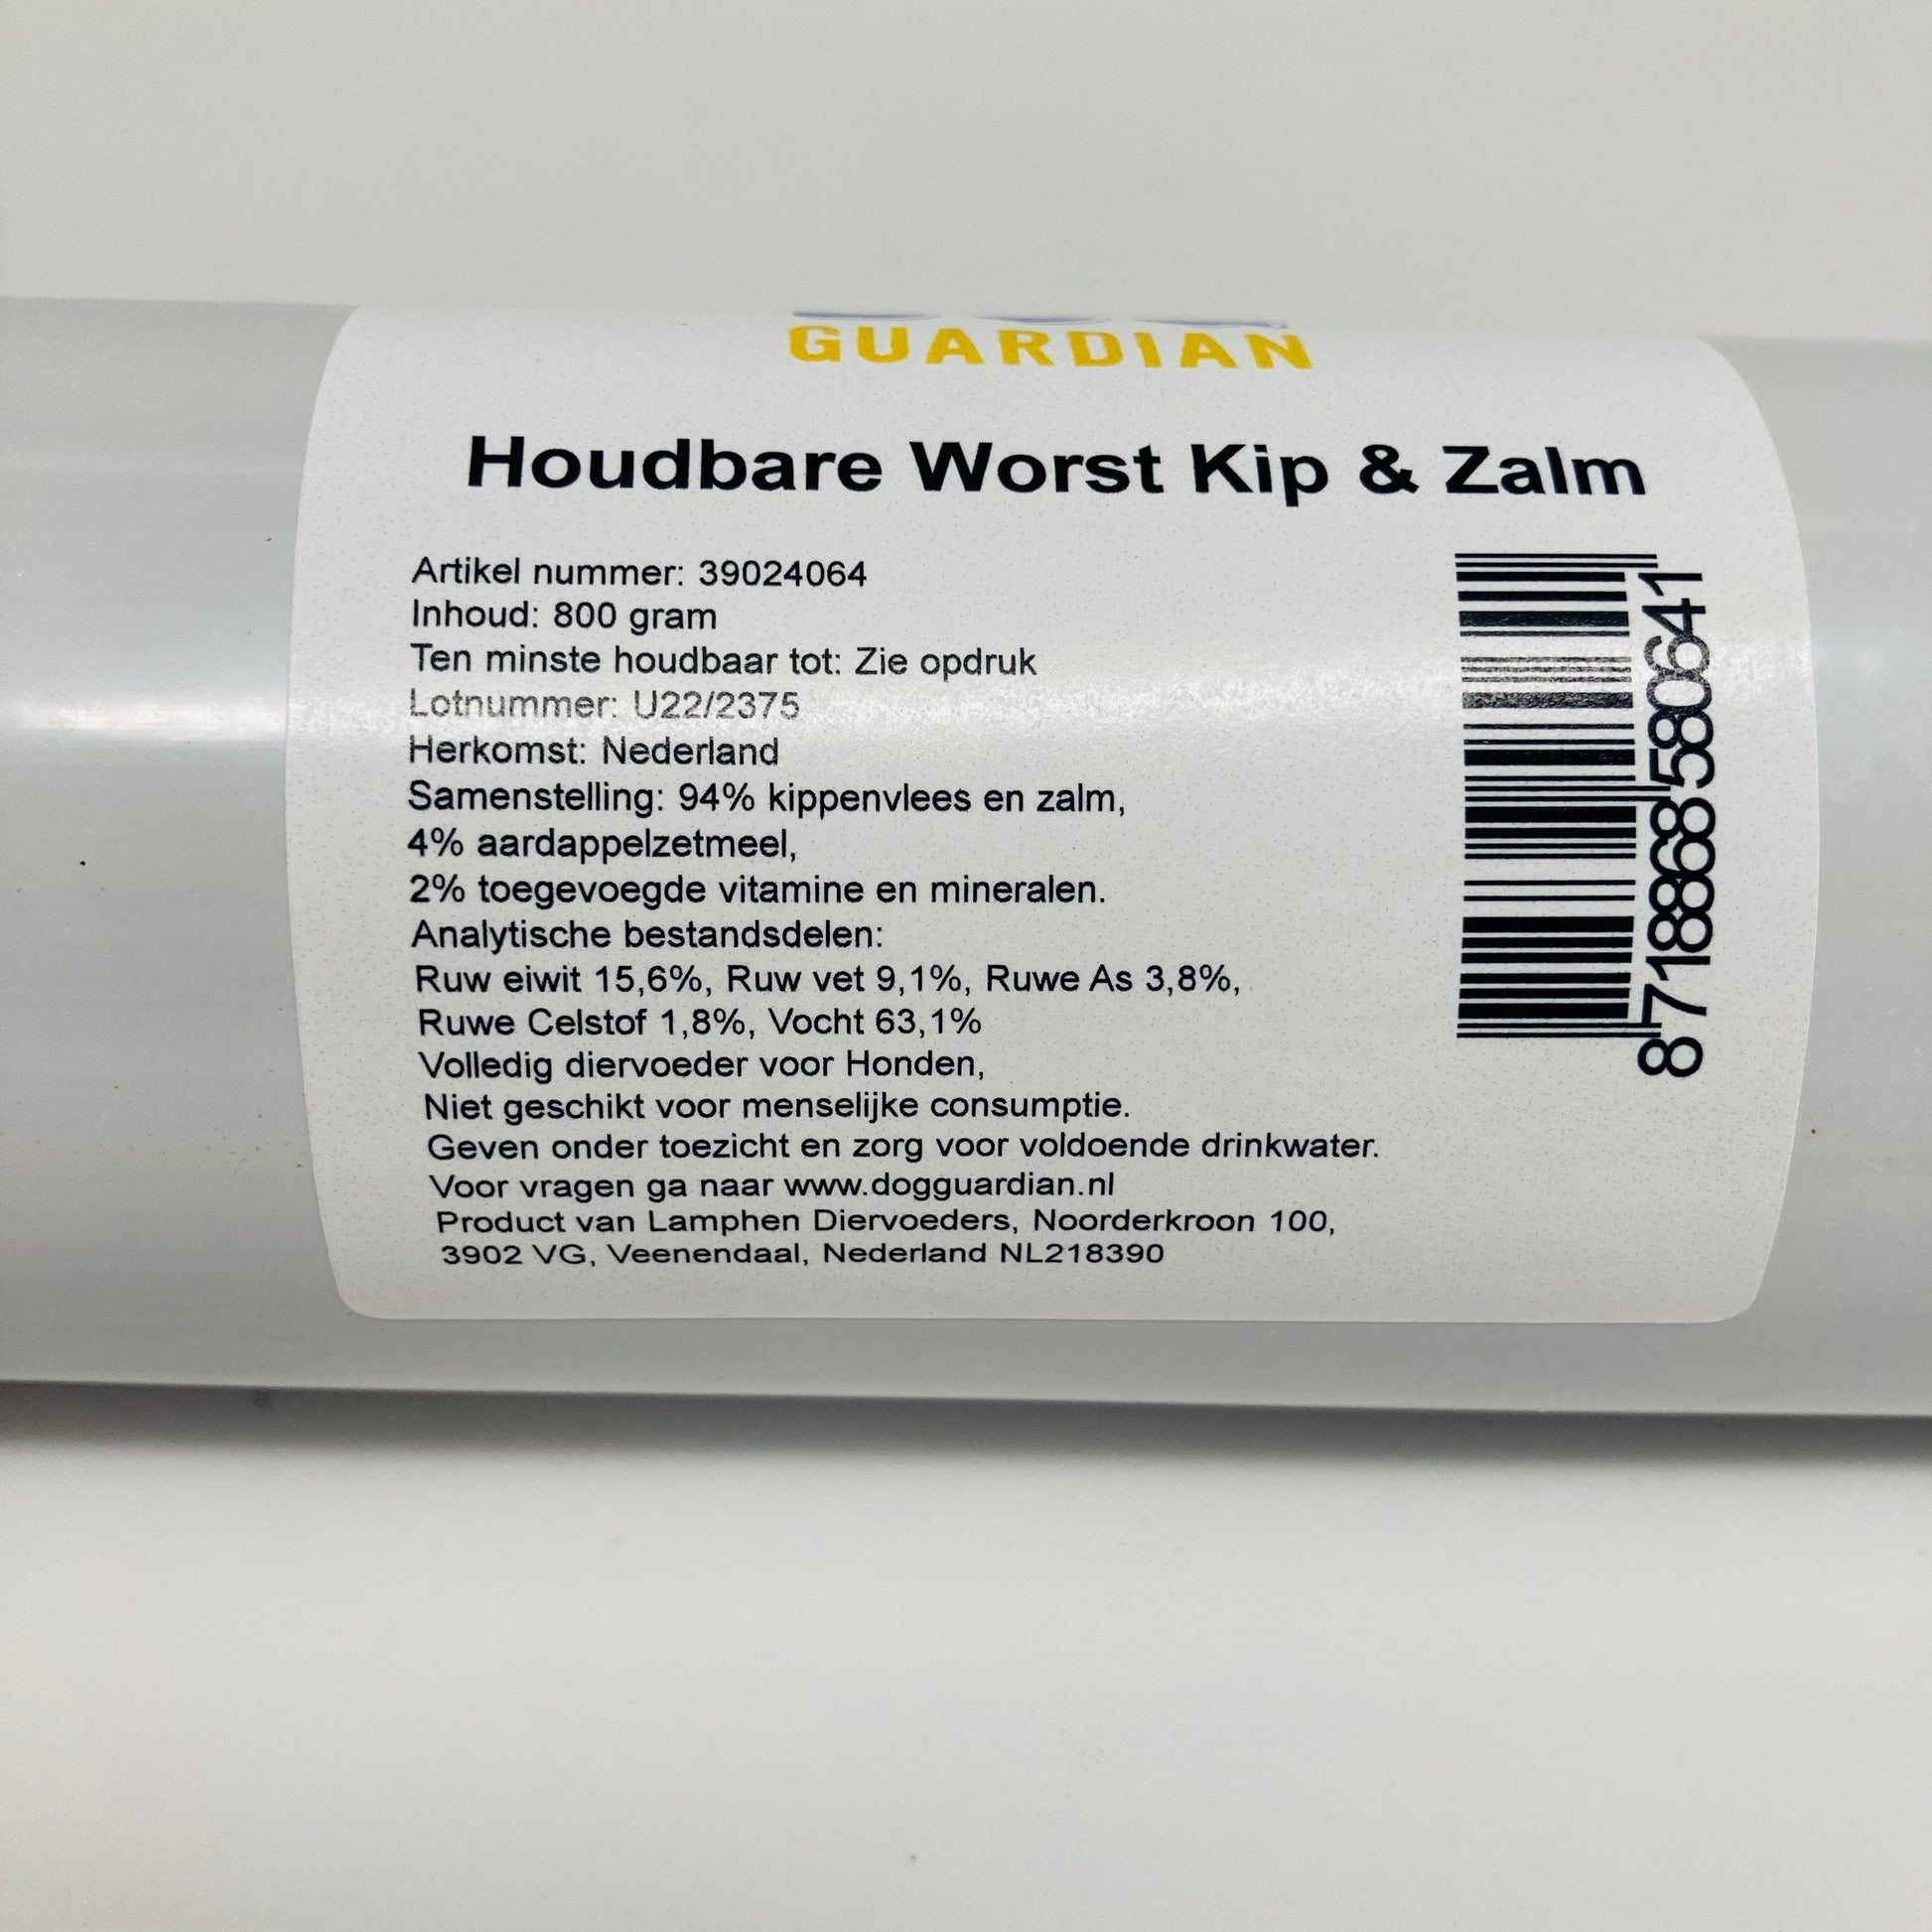 GUARDIAN
Houdbare Worst Kip & Zalm
Artikel nummer: 39024064
Inhoud: 800 gram
Ten minste houdbaar tot: Zie opdruk
Lotnummer: U22/2375
Herkomst: Nederland
Samenstelling: 94% kippenvlees en zalm,
4% aardappelzetmeel,
2% toegevoegde vitamine en mineralen.
Analytische bestandsdelen:
Ruw eiwit 15,6%, Ruw vet 9,1%, Ruwe As 3,8%,
Ruwe Celstof 1,8%, Vocht 63,1%
Volledig diervoeder voor Honden,
Niet geschikt voor menselijke consumptie.
Geven onder toezicht en zorg voor voldoende drinkwater.
Voor vragen ga naar www.dogguardian.nl
Product van Lamphen Diervoeders, Noorderkroon 100,
3902 VG, Veenendaal, Nederland NL218390
8718868580641